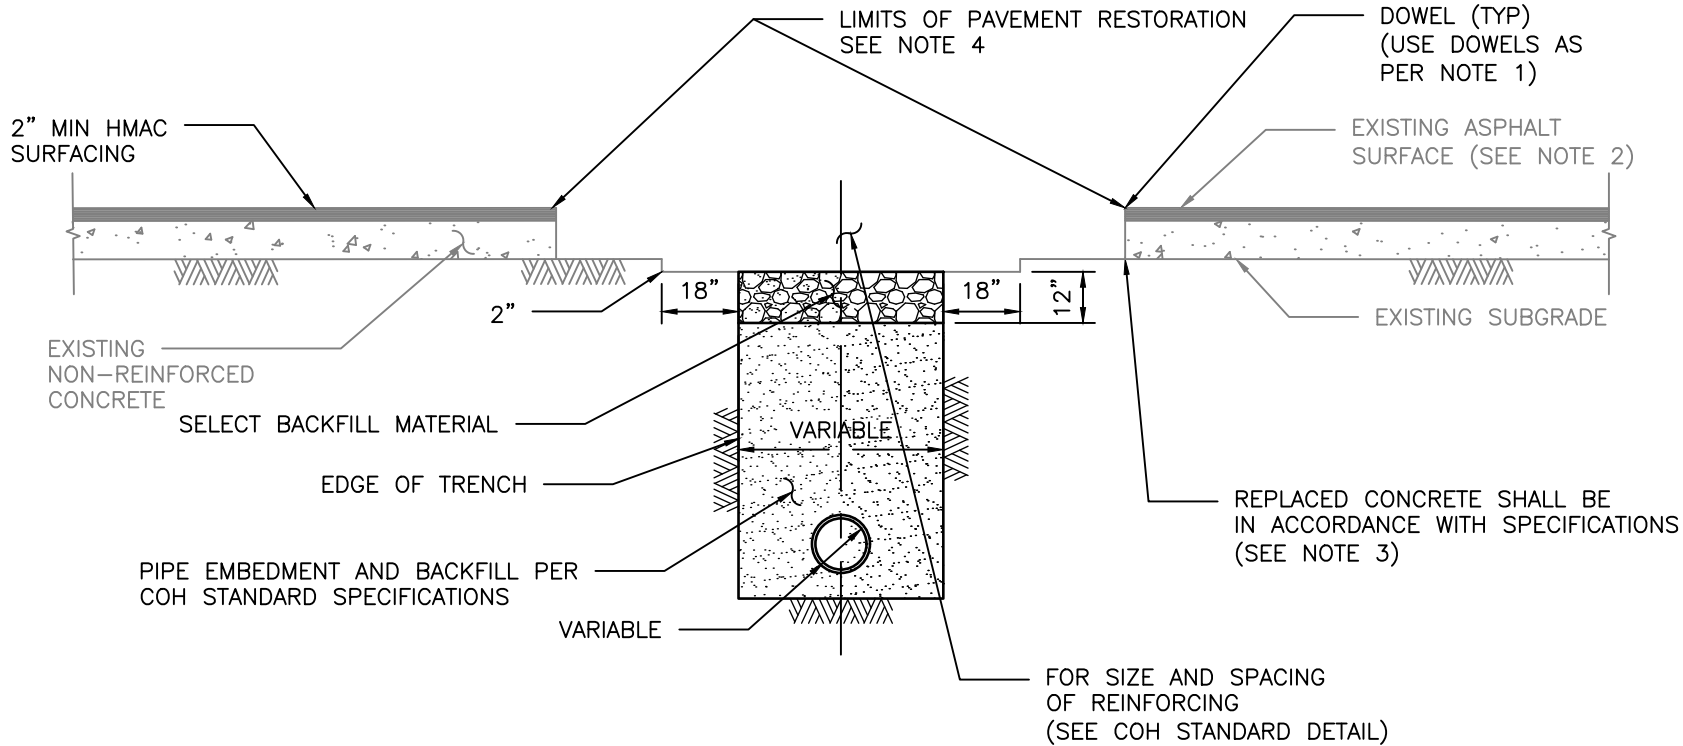 LIMITS OF PAVEMENT RESTORATION
SEE NOTE 4
DOWEL (TYP)
(USE DOWELS AS
PER NOTE 1)
2” MIN HMAC
SURFACING
EXISTING ASPHALT
SURFACE (SEE NOTE 2)
18”
18”
12”
2”
EXISTING SUBGRADE
EXISTING
NON-REINFORCED
CONCRETE
SELECT BACKFILL MATERIAL
VARIABLE
EDGE OF TRENCH
REPLACED CONCRETE SHALL BE
IN ACCORDANCE WITH SPECIFICATIONS
(SEE NOTE 3)
PIPE EMBEDMENT AND BACKFILL PER
COH STANDARD SPECIFICATIONS
VARIABLE
FOR SIZE AND SPACING
OF REINFORCING
(SEE COH STANDARD DETAIL)